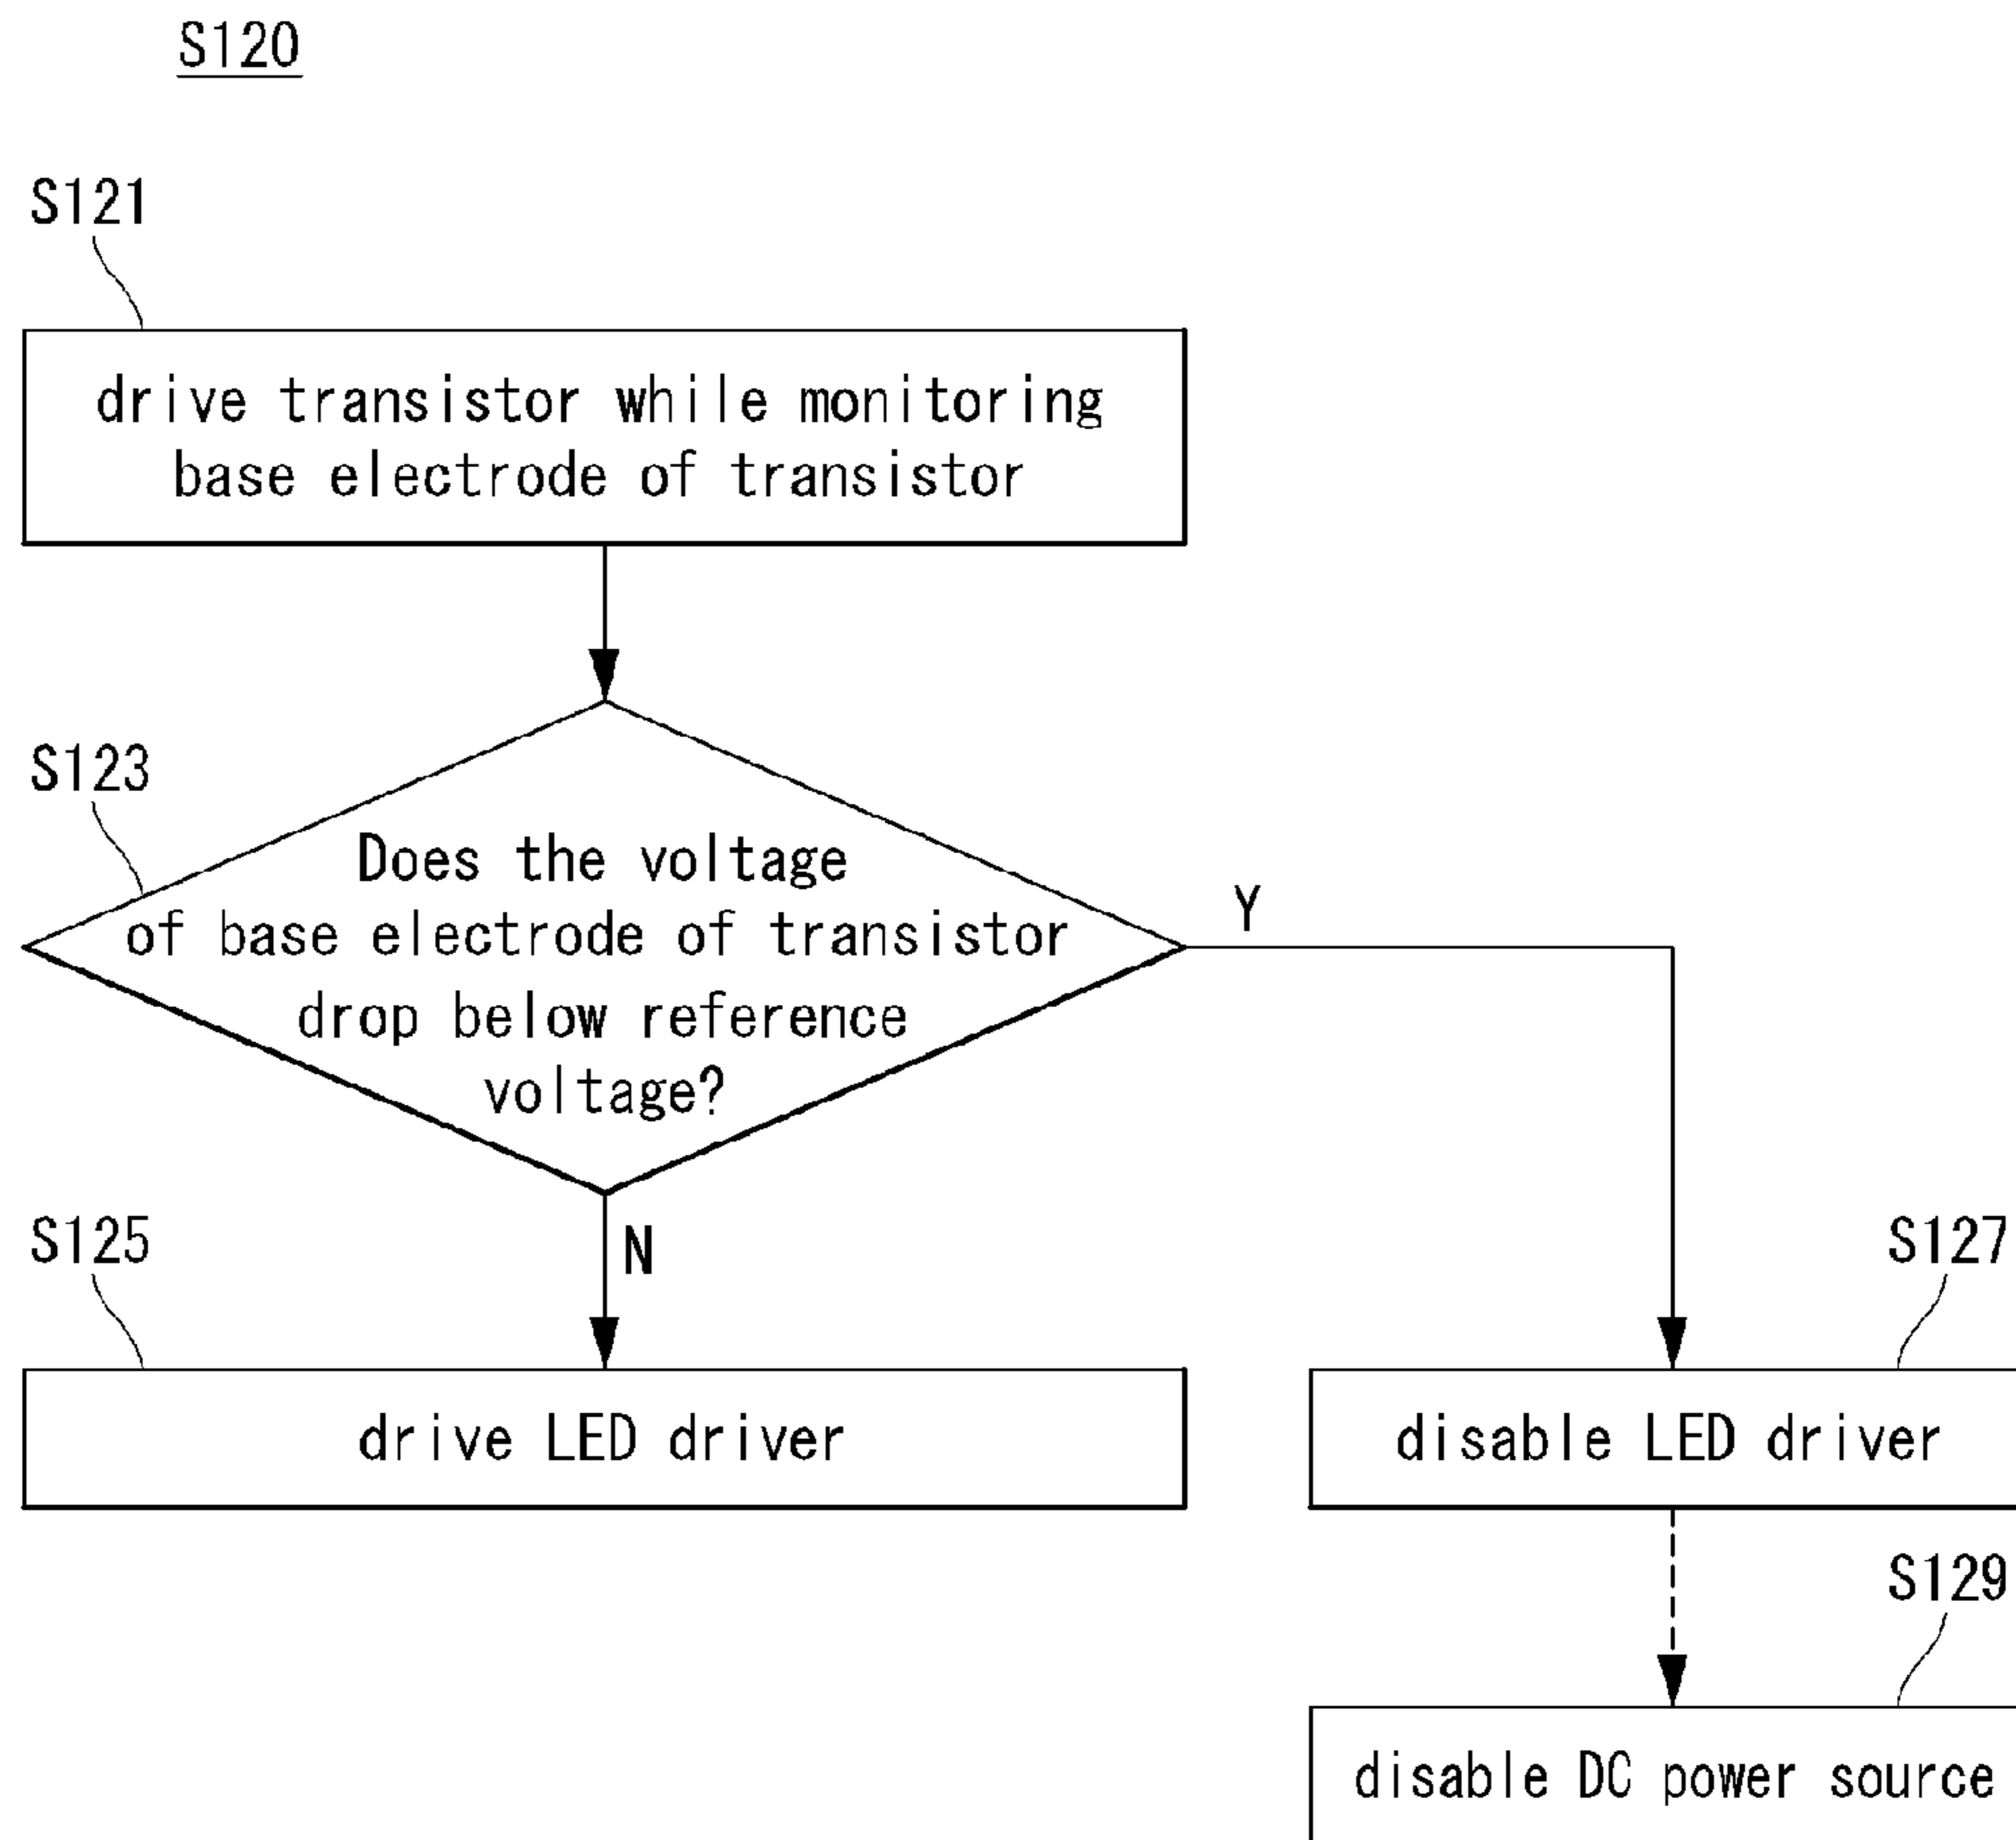 S120
S121
drive transistor while monitoring
base electrode of transistor
S123
Does the voltage
of base electrode of transistor
drop below reference
voltage?
Y
N
S125
drive LED driver
S127
disable LED driver
S129
disable DC power source